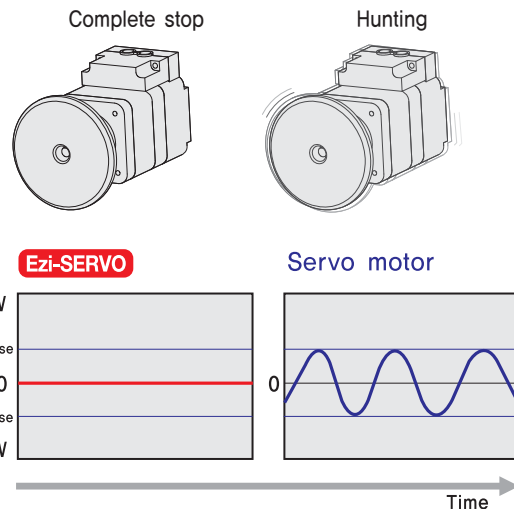 Complete stop
Hunting
Ezi-SERVO
Servo motor
0
0
Time